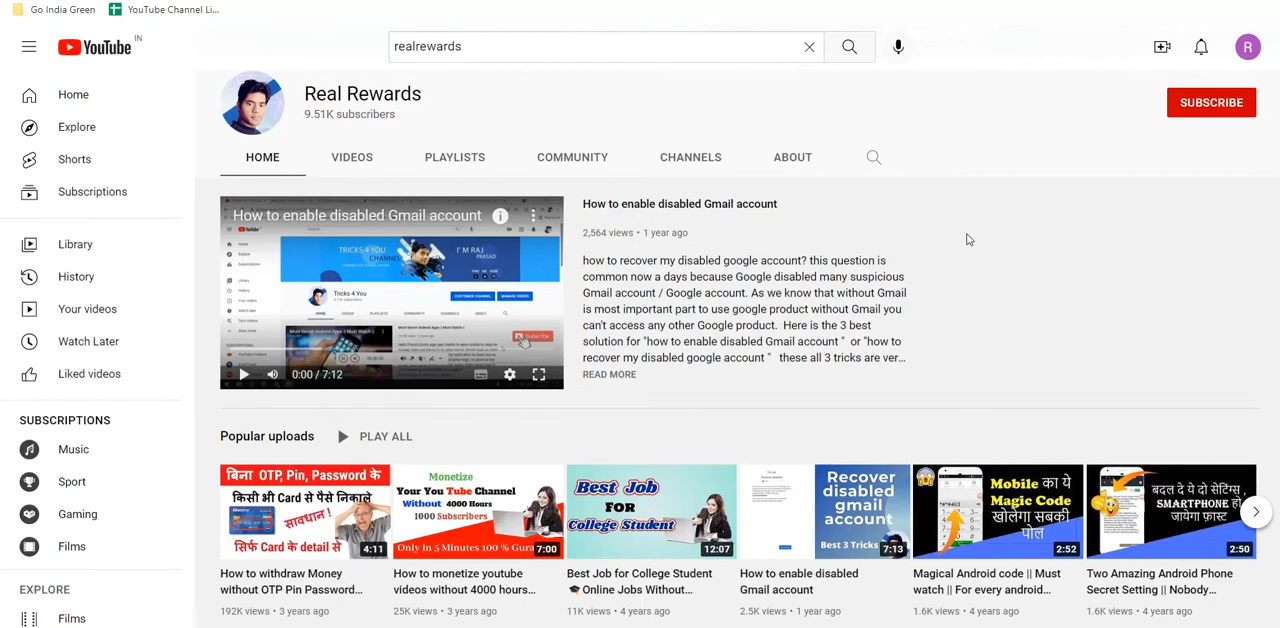 Go India Green
YouTube Channel Li...
YouTube IN
realrewards
R
Home
Explore
Shorts
Subscriptions
Library
History
Your videos
Watch Later
Liked videos
SUBSCRIPTIONS
Music
Sport
Gaming
Films
EXPLORE
Films
Real Rewards
9.51K subscribers
SUBSCRIBE
HOME VIDEOS PLAYLISTS COMMUNITY CHANNELS ABOUT
How to enable disabled Gmail account
TRICKS 4 YOU
CHANNEL
I'M RAJ
PRASAD
Tricks 4 You
CUSTOMIZE CHANNEL MANAGE VIDEOS
0:00 / 7:12
How to enable disabled Gmail account
2,564 views • 1 year ago
how to recover my disabled google account? this question is
common now a days because Google disabled many suspicious
Gmail account / Google account. As we know that without Gmail
is most important part to use google product without Gmail you
can't access any other Google product. Here is the 3 best
solution for "how to enable disabled Gmail account " or "how to
recover my disabled google account " these all 3 tricks are ver...
READ MORE
Popular uploads
PLAY ALL
बिना OTP, Pin, Password के
किसी भी Card से पैसे निकाले
सावधान !
सिर्फ Card के detail से
4:11
How to withdraw Money
without OTP Pin Password...
192K views • 3 years ago
Monetize
Your You Tube Channel
Without 4000 Hours
1000 Subscribers
Only In 5 Minutes 100 % Gura
7:00
How to monetize youtube
videos without 4000 hours...
25K views • 3 years ago
Best Job
FOR
College Student
12:07
Best Job for College Student
🎓Online Jobs Without...
11K views • 4 years ago
Recover
disabled
gmail
account
Best 3 Tricks
7:13
How to enable disabled
Gmail account
2.5K views • 1 year ago
Mobile का ये
Magic Code
खोलेगा सबकी
पोल
2:52
Magical Android code || Must
watch || For every android...
1.6K views • 4 years ago
बदल दे ये दो सेटिंग्स ,
SMARTPHONE हो
जायेगा फ़ास्ट
2:50
Two Amazing Android Phone
Secret Setting || Nobody...
1.6K views • 4 years ago